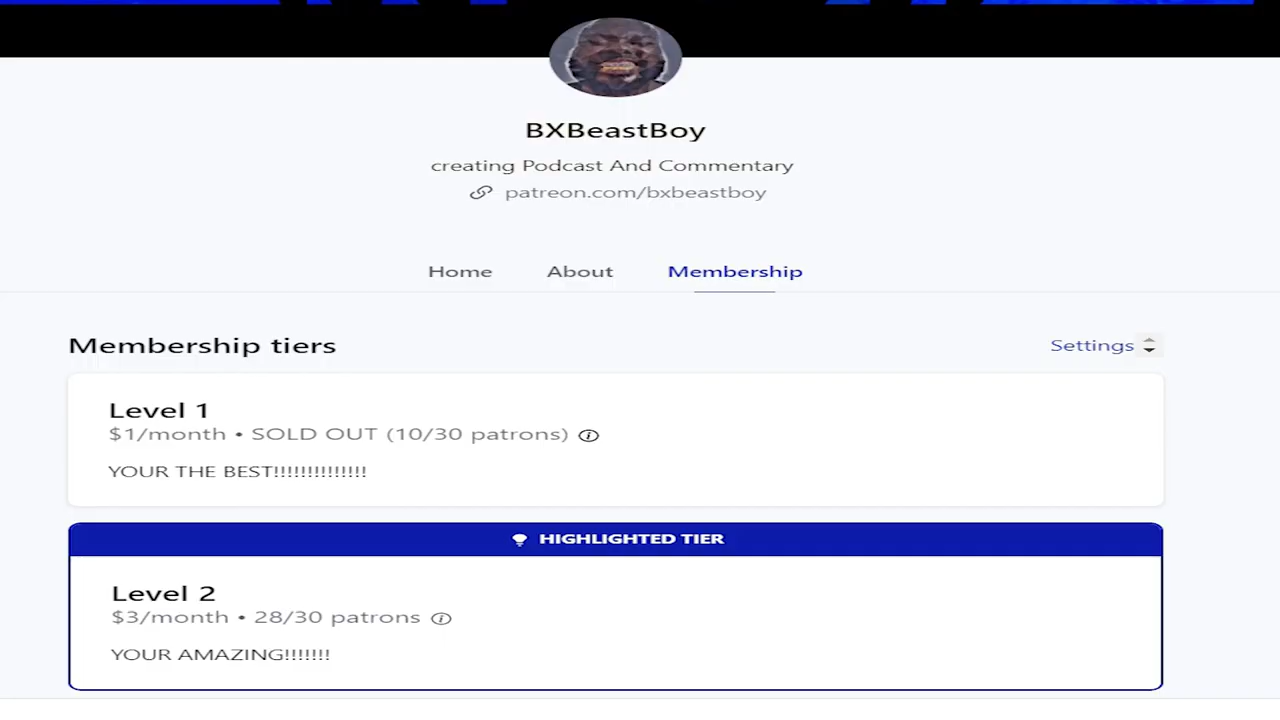 BXBeastBoy
creating Podcast And Commentary
patreon.com/bxbeastboy
Home About Membership
Membership tiers
Settings
Level 1
$1/month • SOLD OUT (10/30 patrons)
YOUR THE BEST!!!!!!!!!!!!!!
HIGHLIGHTED TIER
Level 2
$3/month • 28/30 patrons
YOUR AMAZING!!!!!!!